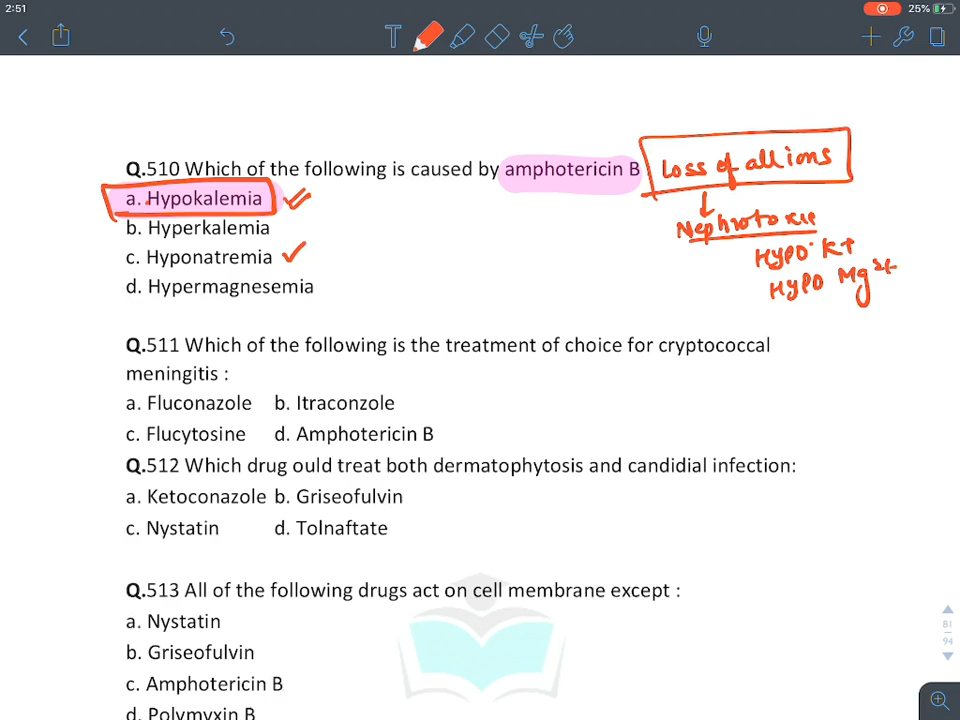 2:51
25%
T
Q.510 Which of the following is caused by amphotericin B : Loss of all ions
a. Hypokalemia
Nephrotoxic
b. Hyperkalemia
HYPO K+
c. Hyponatremia
HYPO Mg2+
d. Hypermagnesemia
Q.511 Which of the following is the treatment of choice for cryptococcal
meningitis :
a. Fluconazole b. Itraconzole
c. Flucytosine d. Amphotericin B
Q.512 Which drug ould treat both dermatophytosis and candidial infection:
a. Ketoconazole b. Griseofulvin
c. Nystatin d. Tolnaftate
Q.513 All of the following drugs act on cell membrane except :
a. Nystatin
b. Griseofulvin
c. Amphotericin B
d. Polymyxin B
81
94